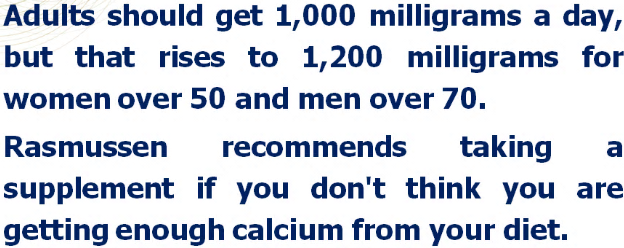 Adults should get 1,000 milligrams a day,
but that rises to 1,200 milligrams for
women over 50 and men over 70.
Rasmussen recommends taking a
supplement if you don't think you are
getting enough calcium from your diet.